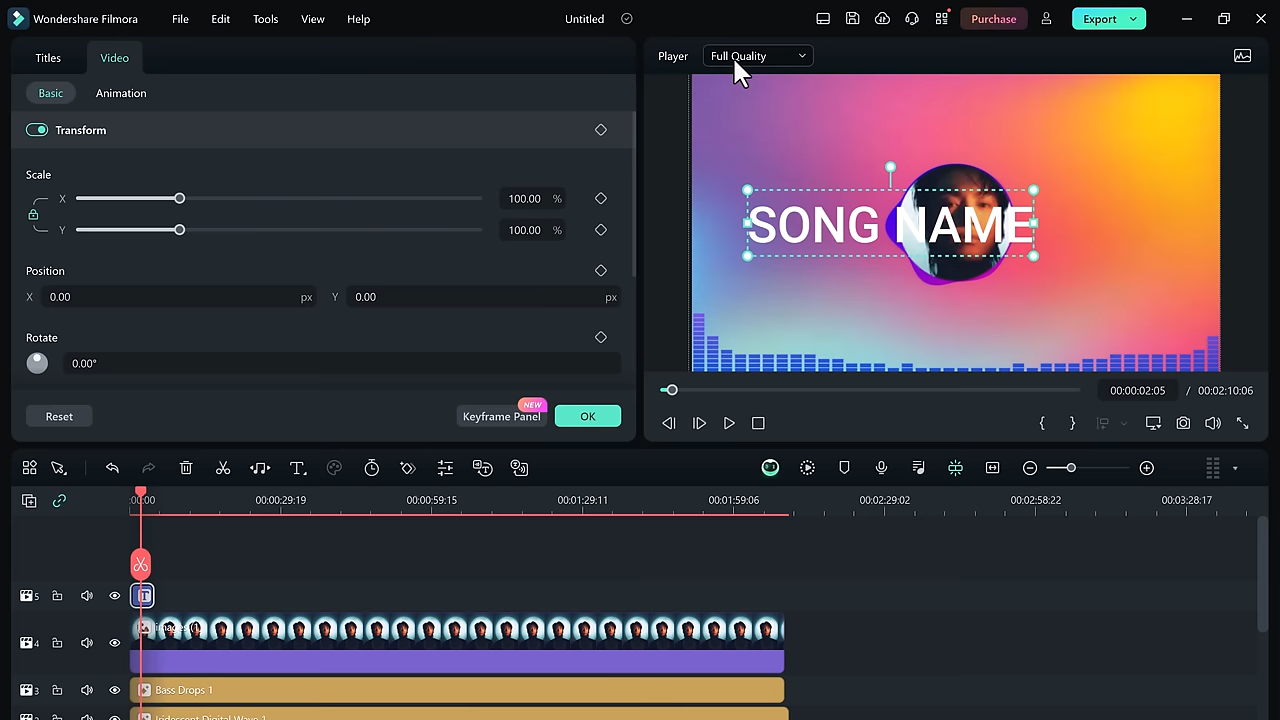 Wondershare Filmora
File
Edit
Tools
View
Help
Untitled
Purchase
Export
Titles
Video
Player
Full Quality
Basic
Animation
Transform
Scale
X
100.00
%
Y
100.00
%
Position
X
0.00
px
Y
0.00
px
Rotate
0.00°
SONG NAME
00:00:02:05
/
00:02:10:06
Reset
NEW
Keyframe Panel
OK
:00:00
00:00:29:19
00:00:59:15
00:01:29:11
00:01:59:06
00:02:29:02
00:02:58:22
00:03:28:17
5
4
3
Bass Drops 1
Iridescent Digital Wave 1